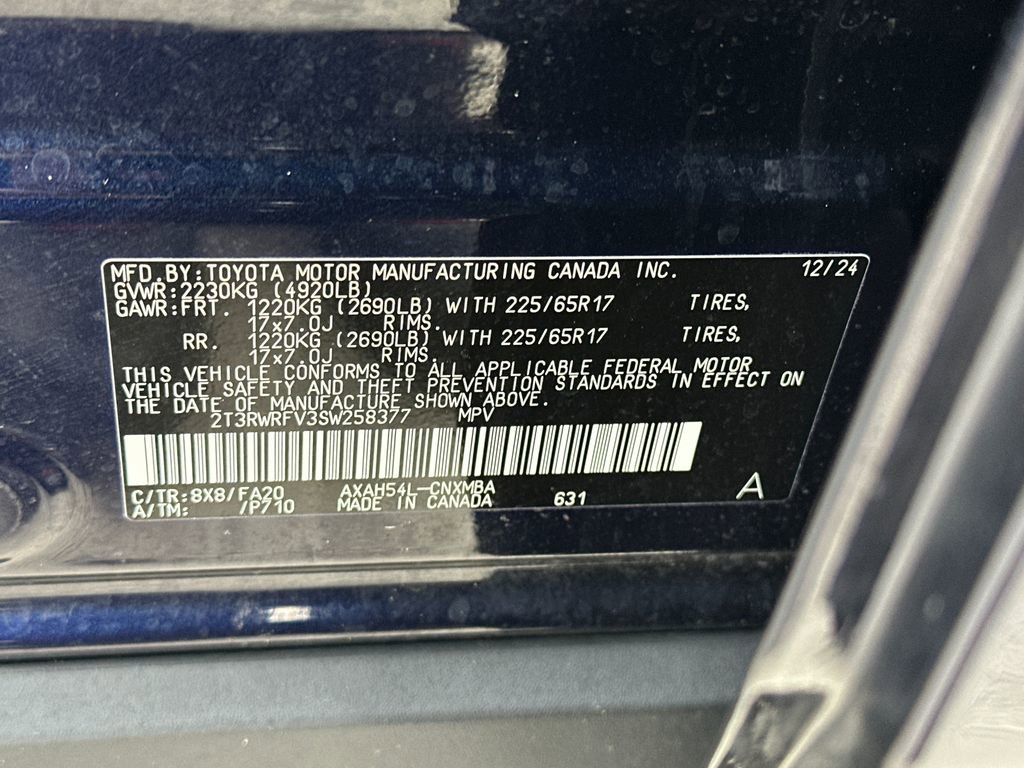 MFD.BY:TOYOTA MOTOR MANUFACTURING CANADA INC. 12/24
GVWR:2230KG (4920LB)
GAWR:FRT. 1220KG (2690LB) WITH 225/65R17 TIRES,
17x7.0J RIMS.
RR. 1220KG (2690LB) WITH 225/65R17 TIRES,
17x7.0J RIMS.
THIS VEHICLE CONFORMS TO ALL APPLICABLE FEDERAL MOTOR
VEHICLE SAFETY AND THEFT PREVENTION STANDARDS IN EFFECT ON
THE DATE OF MANUFACTURE SHOWN ABOVE.
2T3RWRFV3SW258377 MPV
C/TR:8X8/FA20 AXAH54L-CNXMBA 631 A
A/TM: /P710 MADE IN CANADA